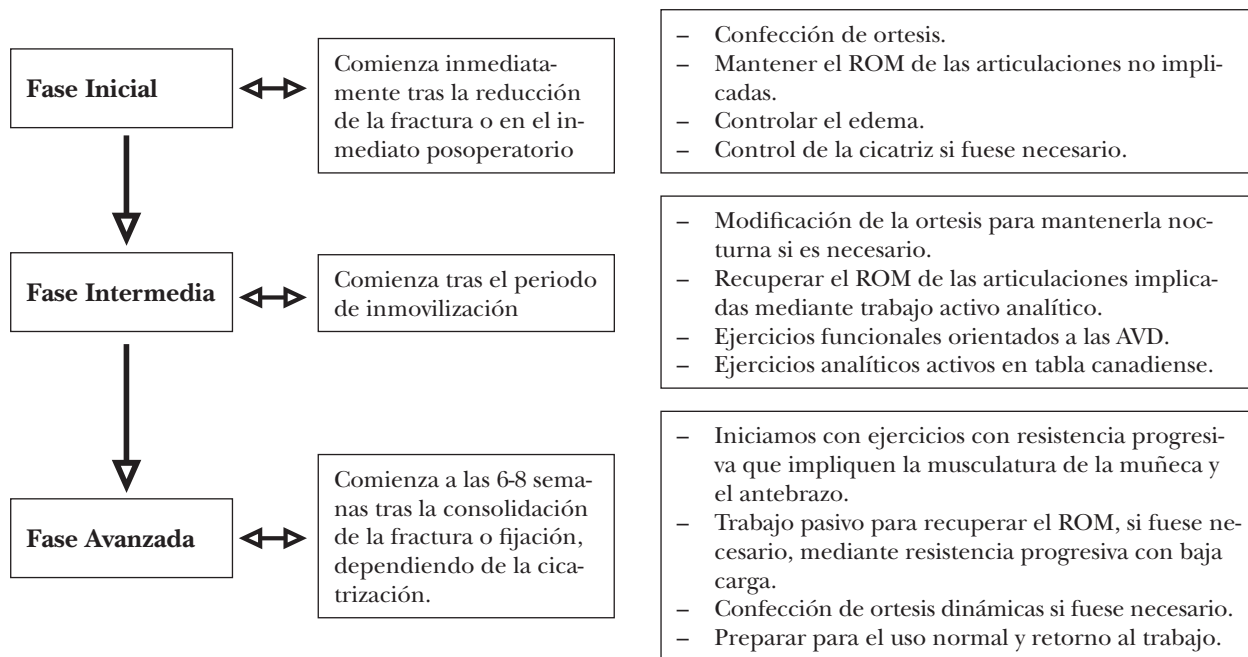 Fase Inicial
Comienza inmediata-
mente tras la reducción
de la fractura o en el in-
mediato posoperatorio
– Confección de ortesis.
– Mantener el ROM de las articulaciones no impli-
cadas.
– Controlar el edema.
– Control de la cicatriz si fuese necesario.
Fase Intermedia
Comienza tras el periodo
de inmovilización
– Modificación de la ortesis para mantenerla noc-
turna si es necesario.
– Recuperar el ROM de las articulaciones implica-
das mediante trabajo activo analítico.
– Ejercicios funcionales orientados a las AVD.
– Ejercicios analíticos activos en tabla canadiense.
Fase Avanzada
Comienza a las 6-8 sema-
nas tras la consolidación
de la fractura o fijación,
dependiendo de la cica-
trización.
– Iniciamos con ejercicios con resistencia progresi-
va que impliquen la musculatura de la muñeca y
el antebrazo.
– Trabajo pasivo para recuperar el ROM, si fuese ne-
cesario, mediante resistencia progresiva con baja
carga.
– Confección de ortesis dinámicas si fuese necesario.
– Preparar para el uso normal y retorno al trabajo.